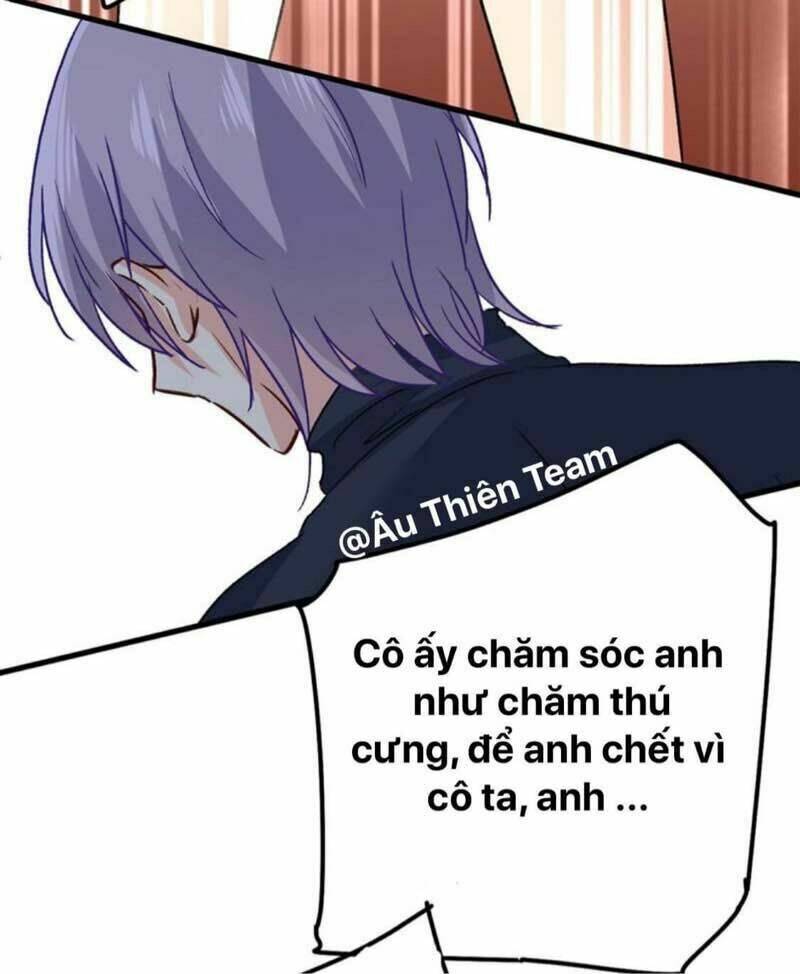 @Âu Thiên Team
Cô ấy chăm sóc anh
như chăm thú
cưng, để anh chết vì
cô ta, anh ...